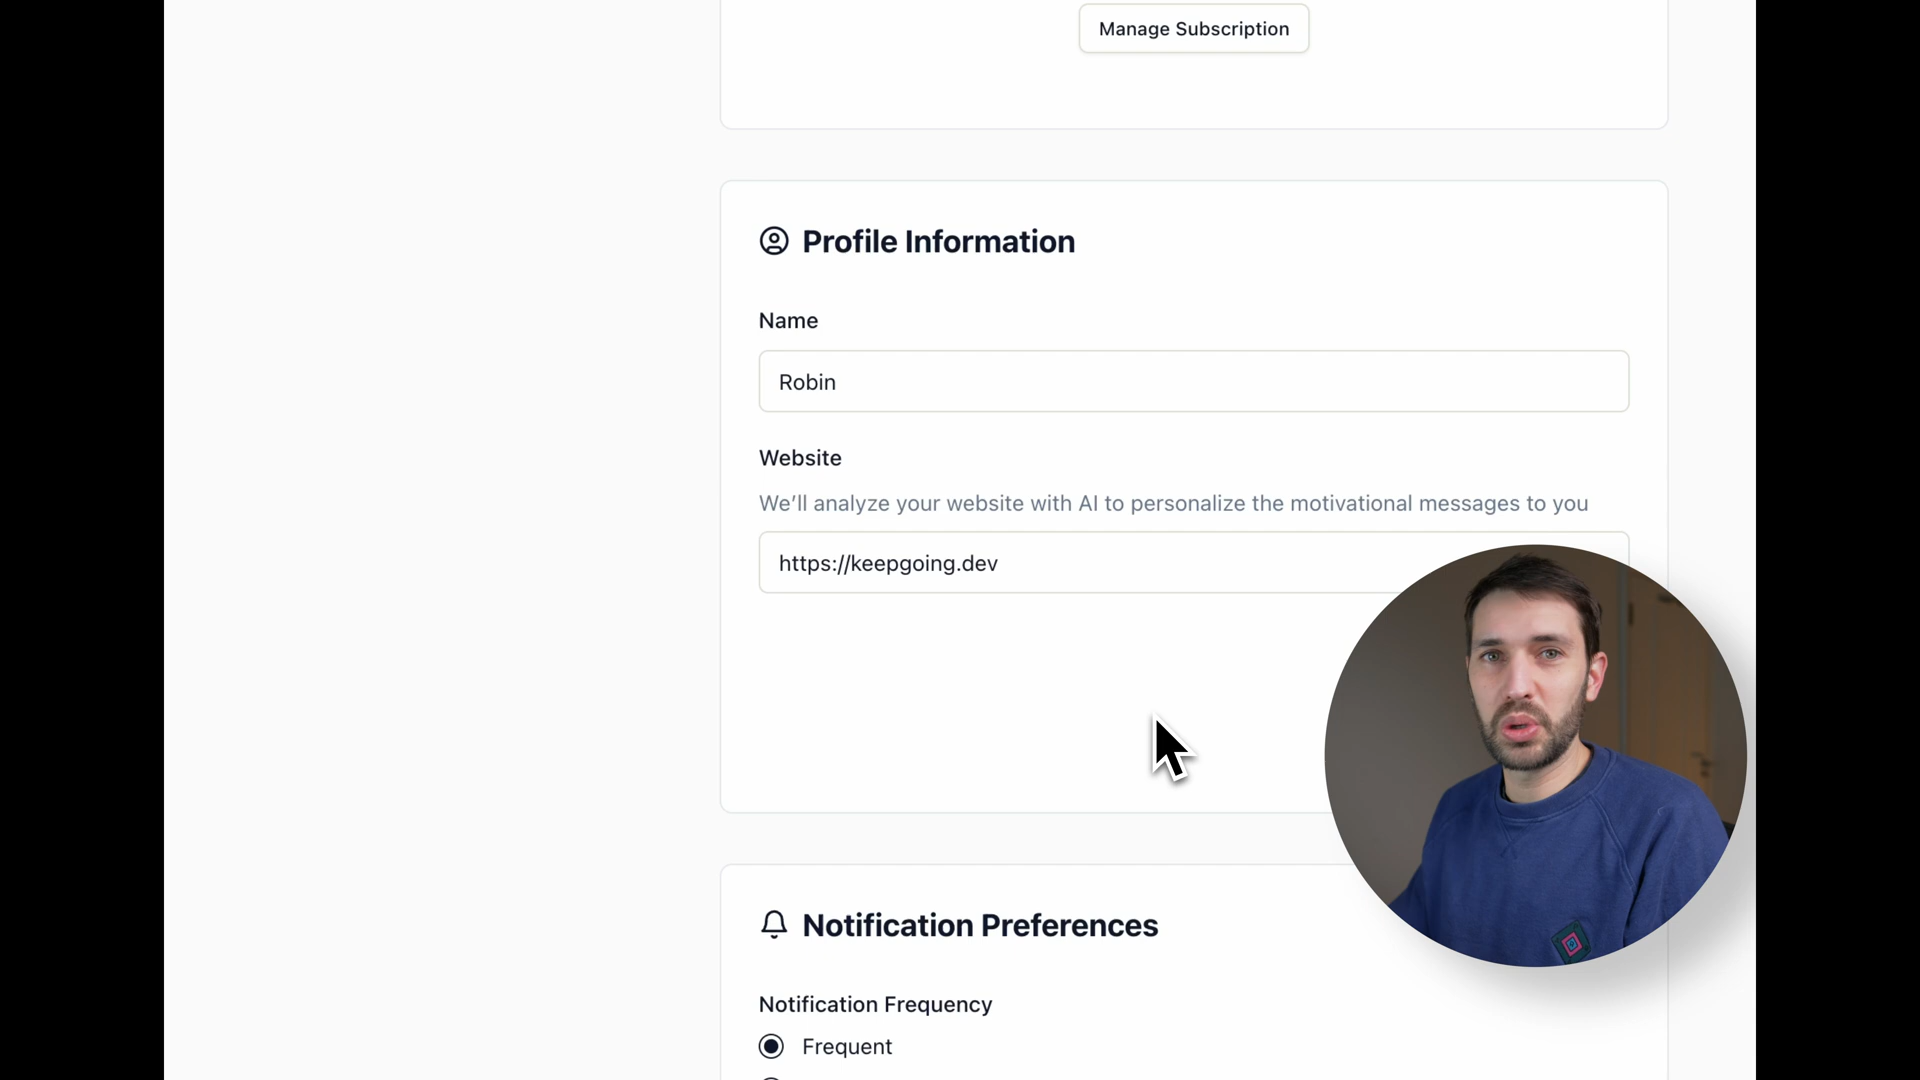 Manage Subscription
Profile Information
Name
Robin
Website
We'll analyze your website with AI to personalize the motivational messages to you
https://keepgoing.dev
Notification Preferences
Notification Frequency
Frequent